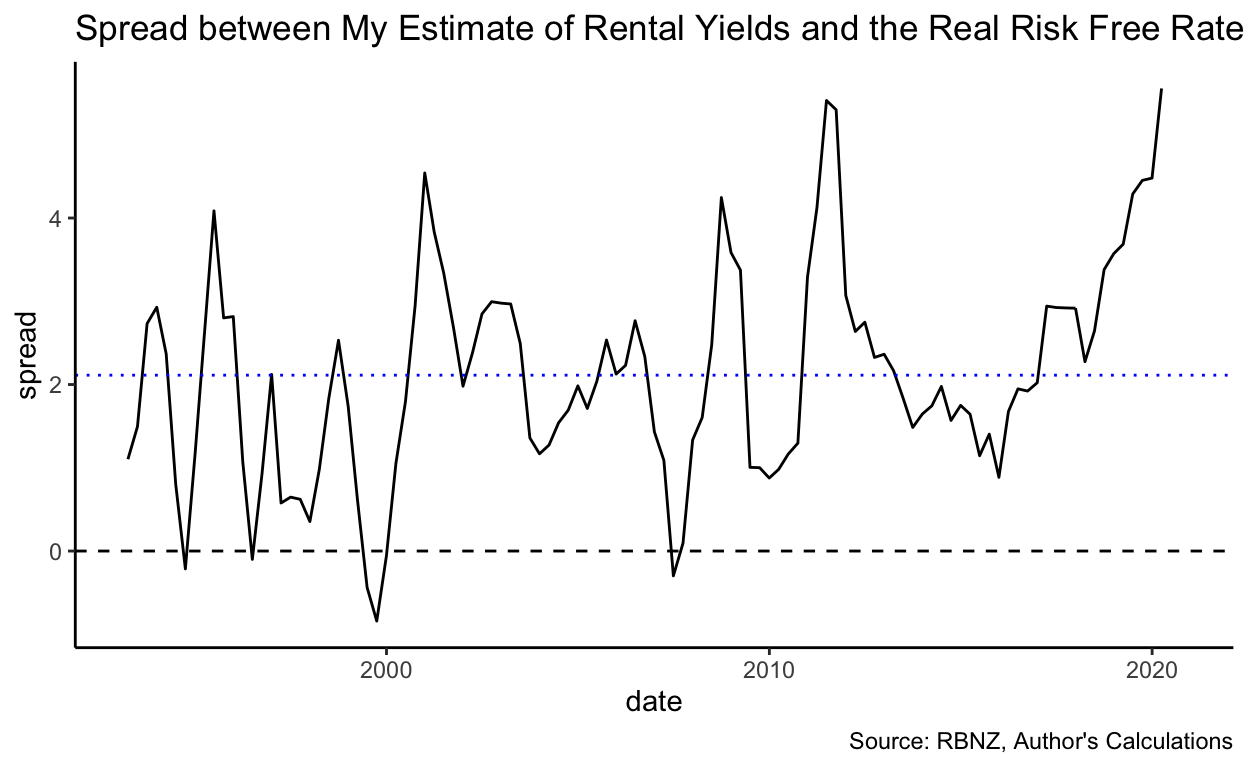 Spread between My Estimate of Rental Yields and the Real Risk Free Rate
spread
4
2
0
2000
2010
2020
date
Source: RBNZ, Author's Calculations